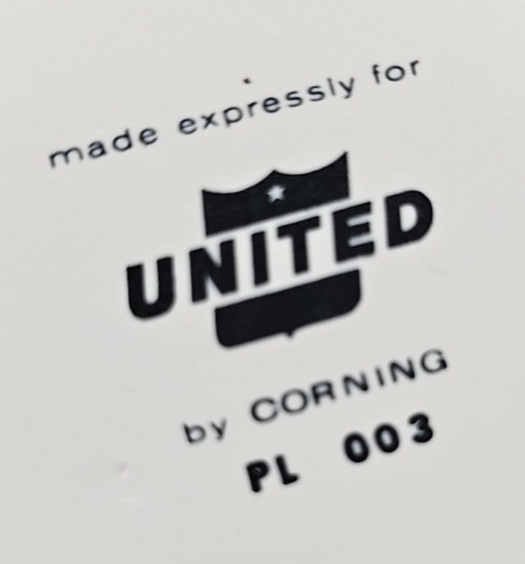 made expressly for
UNITED
by CORNING
PL 003